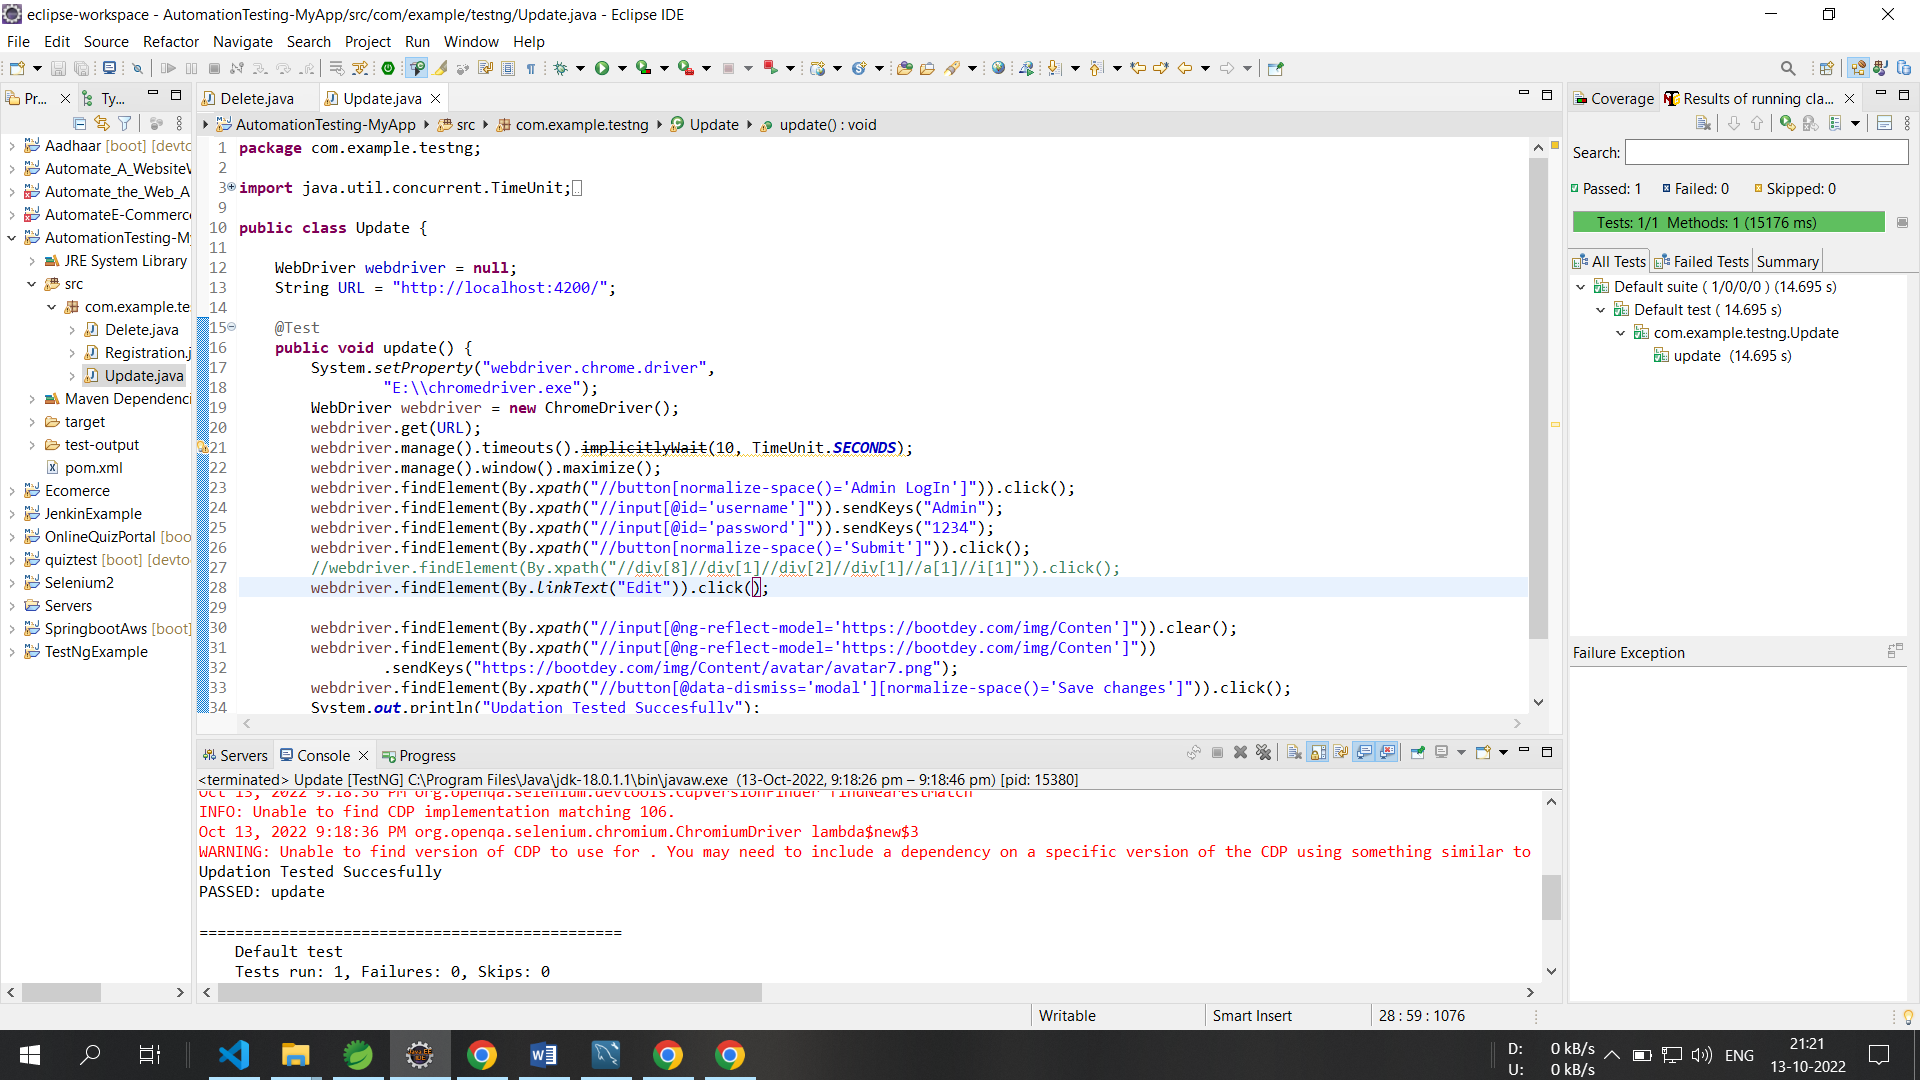 eclipse-workspace - AutomationTesting-MyApp/src/com/example/testng/Update.java - Eclipse IDE
File Edit Source Refactor Navigate Search Project Run Window Help
Pr... Ty...
Aadhaar [boot] [devtc
Automate_A_Website
Automate_the_Web_A
AutomateE-Commerc
AutomationTesting-M
JRE System Library
src
com.example.te
Delete.java
Registration.j
Update.java
Maven Dependenci
target
test-output
pom.xml
Ecomerce
JenkinExample
OnlineQuizPortal [boo
quiztest [boot] [devto
Selenium2
Servers
SpringbootAws [boot]
TestNgExample
Delete.java Update.java
AutomationTesting-MyApp src com.example.testng Update update() : void
1 package com.example.testng;
2
3 import java.util.concurrent.TimeUnit;
9
10 public class Update {
11
12 WebDriver webdriver = null;
13 String URL = "http://localhost:4200/";
14
15 @Test
16 public void update() {
17 System.setProperty("webdriver.chrome.driver",
18 "E:\\chromedriver.exe");
19 WebDriver webdriver = new ChromeDriver();
20 webdriver.get(URL);
21 webdriver.manage().timeouts().implicitlyWait(10, TimeUnit.SECONDS);
22 webdriver.manage().window().maximize();
23 webdriver.findElement(By.xpath("//button[normalize-space()='Admin LogIn']")).click();
24 webdriver.findElement(By.xpath("//input[@id='username']")).sendKeys("Admin");
25 webdriver.findElement(By.xpath("//input[@id='password']")).sendKeys("1234");
26 webdriver.findElement(By.xpath("//button[normalize-space()='Submit']")).click();
27 //webdriver.findElement(By.xpath("//div[8]//div[1]//div[2]//div[1]//a[1]//i[1]")).click();
28 webdriver.findElement(By.linkText("Edit")).click();
29
30 webdriver.findElement(By.xpath("//input[@ng-reflect-model='https://bootdey.com/img/Conten']")).clear();
31 webdriver.findElement(By.xpath("//input[@ng-reflect-model='https://bootdey.com/img/Conten']"))
32 .sendKeys("https://bootdey.com/img/Content/avatar/avatar7.png");
33 webdriver.findElement(By.xpath("//button[@data-dismiss='modal'][normalize-space()='Save changes']")).click();
34 System.out.println("Updation Tested Succesfully");
Servers Console Progress
<terminated> Update [TestNG] C:\Program Files\Java\jdk-18.0.1.1\bin\javaw.exe (13-Oct-2022, 9:18:26 pm – 9:18:46 pm) [pid: 15380]
Oct 13, 2022 9:18:36 PM org.openqa.selenium.devtools.CdpVersionFinder findNearestMatch
INFO: Unable to find CDP implementation matching 106.
Oct 13, 2022 9:18:36 PM org.openqa.selenium.chromium.ChromiumDriver lambda$new$3
WARNING: Unable to find version of CDP to use for . You may need to include a dependency on a specific version of the CDP using something similar to
Updation Tested Succesfully
PASSED: update
===============================================
Default test
Tests run: 1, Failures: 0, Skips: 0
Coverage Results of running cla...
Search:
Passed: 1 Failed: 0 Skipped: 0
Tests: 1/1 Methods: 1 (15176 ms)
All Tests Failed Tests Summary
Default suite ( 1/0/0/0 ) (14.695 s)
Default test ( 14.695 s)
com.example.testng.Update
update (14.695 s)
Failure Exception
Writable Smart Insert 28 : 59 : 1076
D: 0 kB/s
U: 0 kB/s
ENG
21:21
13-10-2022